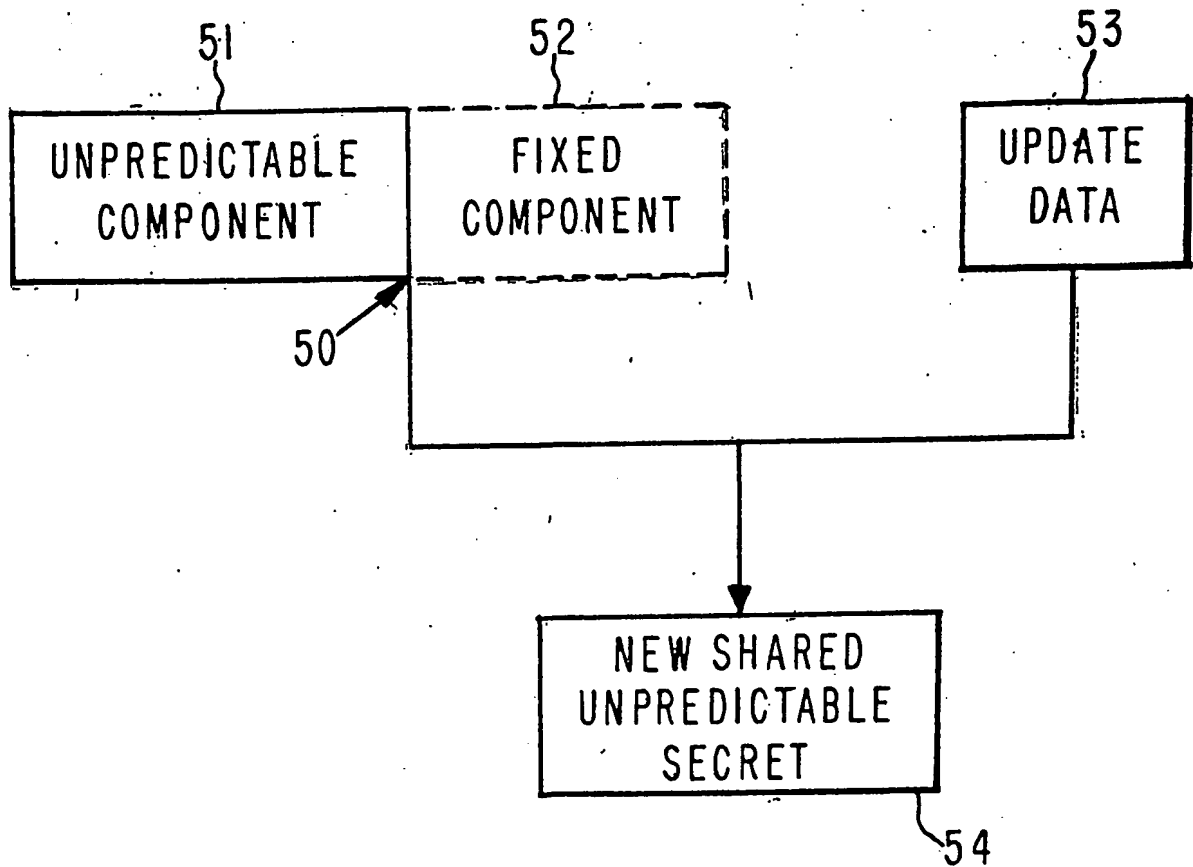 51
52
53
UNPREDICTABLE
COMPONENT
FIXED
COMPONENT
UPDATE
DATA
50
NEW SHARED
UNPREDICTABLE
SECRET
54